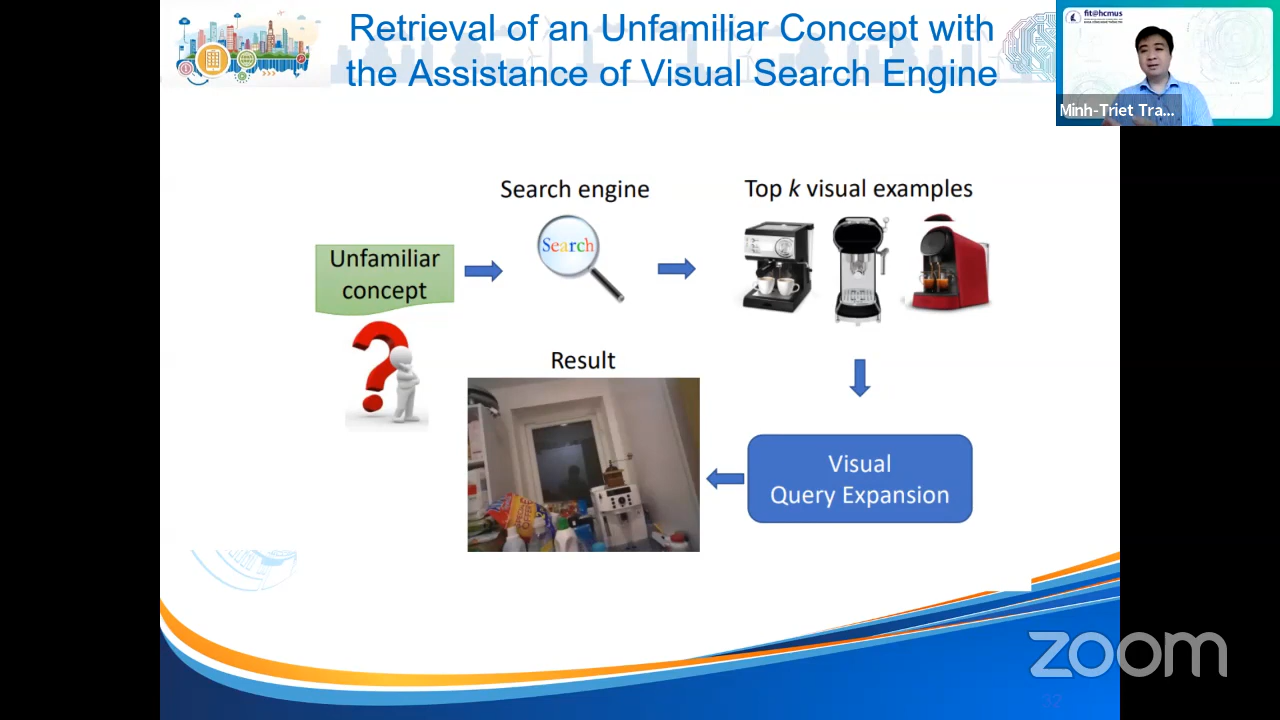 Retrieval of an Unfamiliar Concept with
the Assistance of Visual Search Engine
fit@hcmus
Minh-Triet Tra...
Search engine
Top k visual examples
Search
Unfamiliar
concept
Result
Visual
Query Expansion
zoom
32